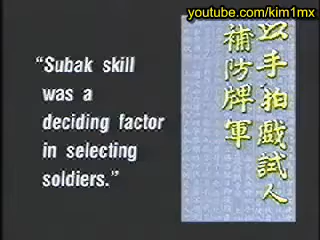 youtube.com/kim1mx
“Subak skill
was a
deciding factor
in selecting
soldiers.”
以手拍戲試人
補防牌軍